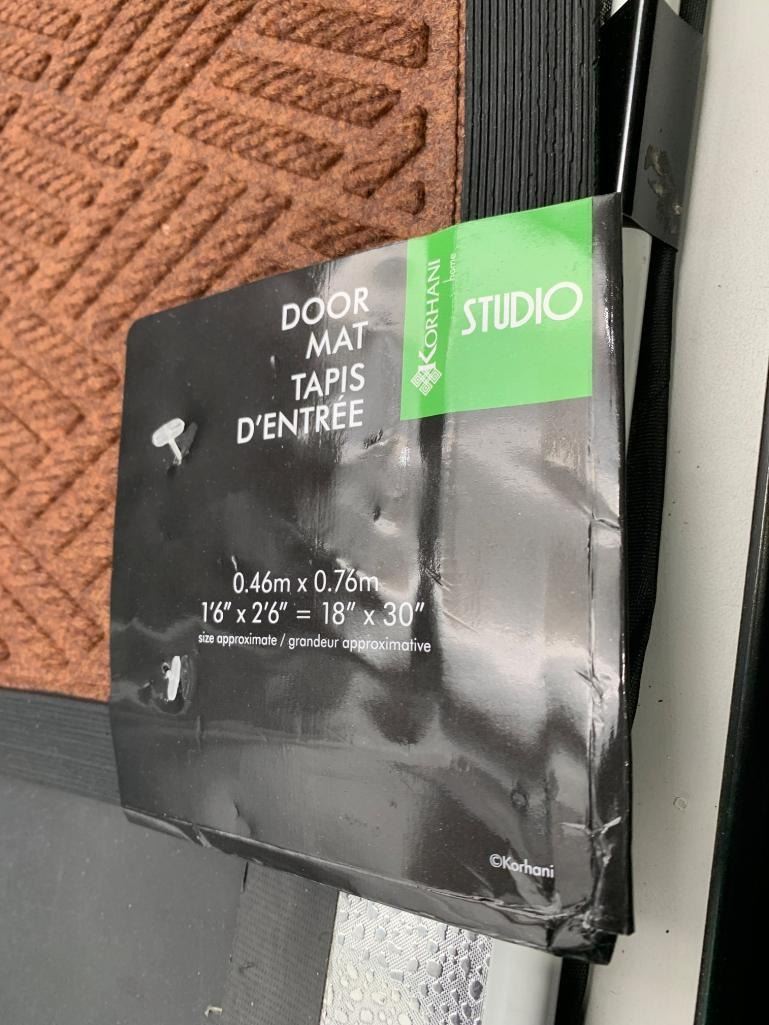 KORHANI
home
STUDIO
DOOR
MAT
TAPIS
D'ENTRÉE
0.46m x 0.76m
1'6" x 2'6" = 18" x 30"
size approximate / grandeur approximative
©Korhani